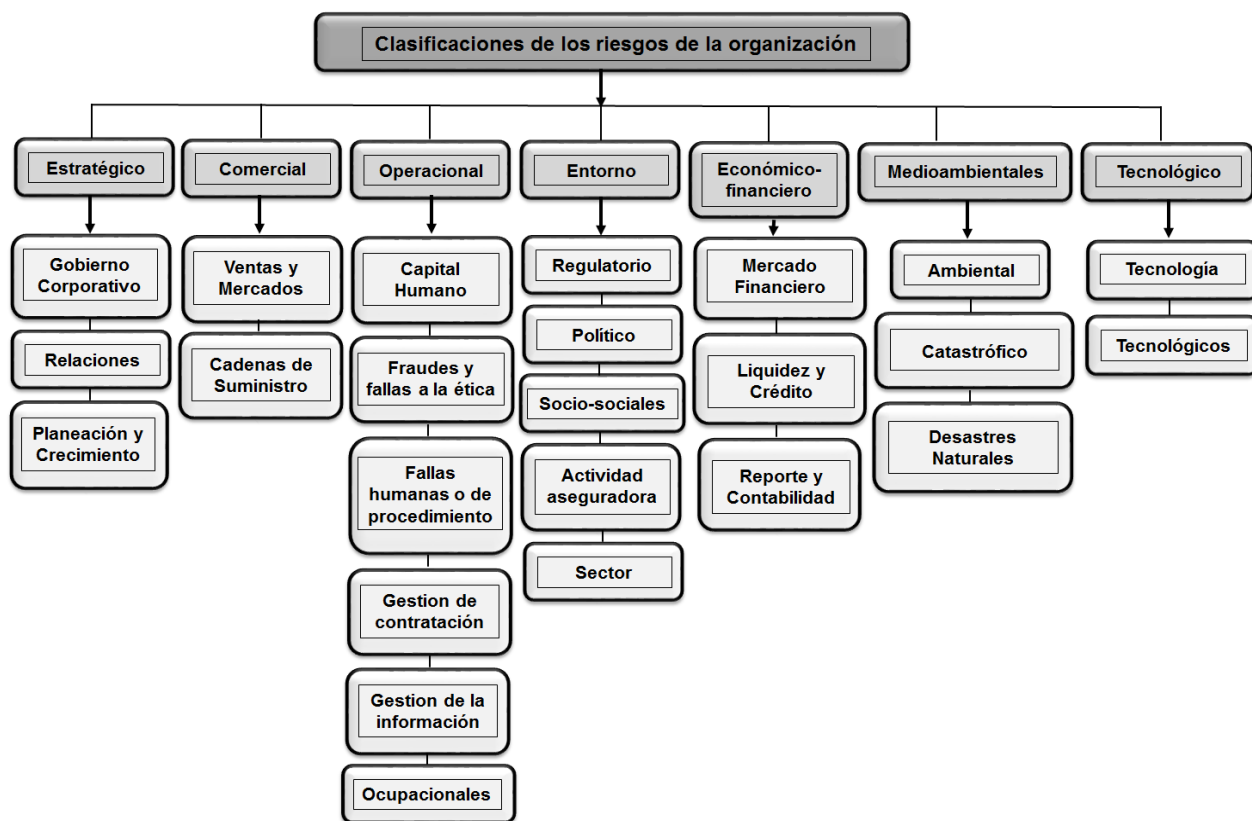 Clasificaciones de los riesgos de la organización
Estratégico
Gobierno
Corporativo
Relaciones
Planeación y
Crecimiento
Comercial
Ventas y
Mercados
Cadenas de
Suministro
Operacional
Capital
Humano
Fraudes y
fallas a la ética
Fallas
humanas o de
procedimiento
Gestion de
contratación
Gestion de la
información
Ocupacionales
Entorno
Regulatorio
Político
Socio-sociales
Actividad
aseguradora
Sector
Económico-
financiero
Mercado
Financiero
Liquidez y
Crédito
Reporte y
Contabilidad
Medioambientales
Ambiental
Catastrófico
Desastres
Naturales
Tecnológico
Tecnología
Tecnológicos